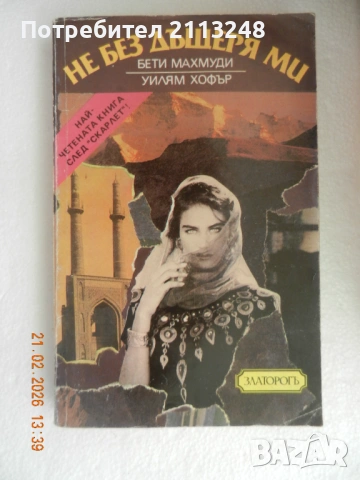 Потребител 2113248
НЕ БЕЗ ДЪЩЕРЯ МИ
БЕТИ МАХМУДИ
УИЛЯМ ХОФЪР
НАЙ-
ЧЕТЕНАТА КНИГА
СЛЕД "СКАРЛЕТ"!
ЗЛАТОРОГЪ
21.02.2026 13:39
BAZAR